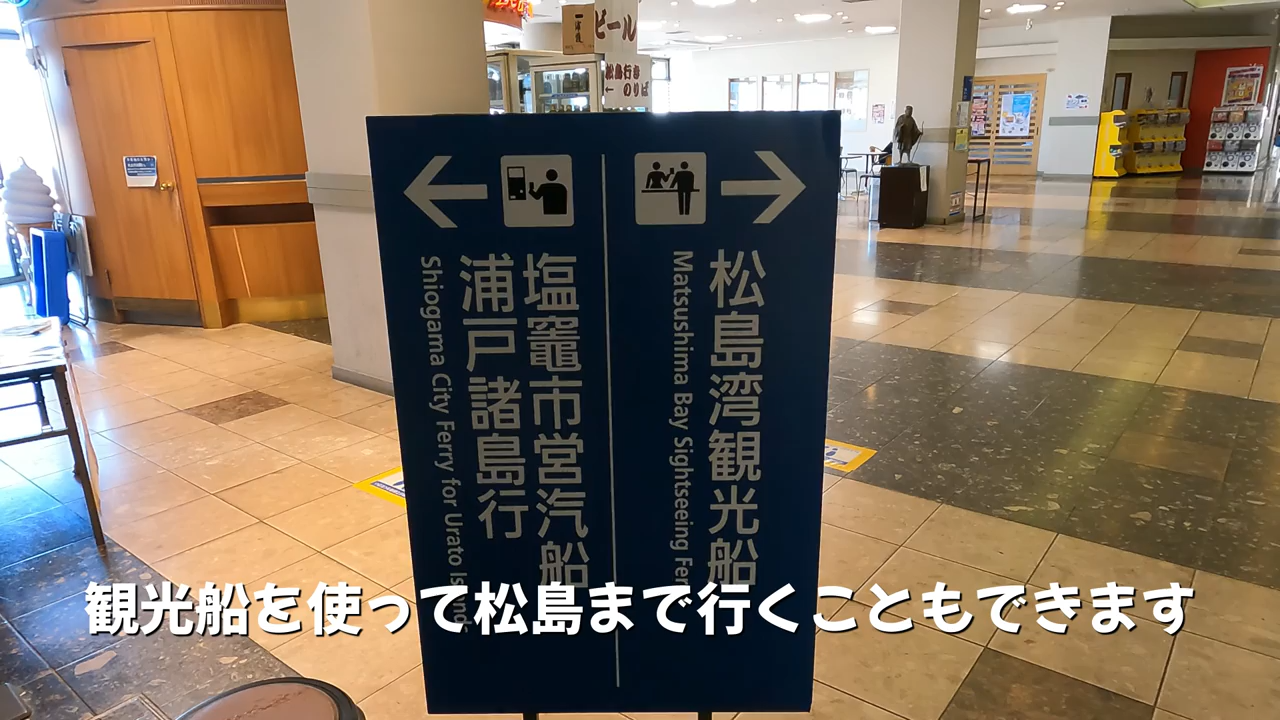 ビール
松島行き
← のりば
松島湾観光船
Matsushima Bay Sightseeing Fer
塩竈市営汽船
浦戸諸島行
Shiogama City Ferry for Urato Islands
観光船を使って松島まで行くこともできます